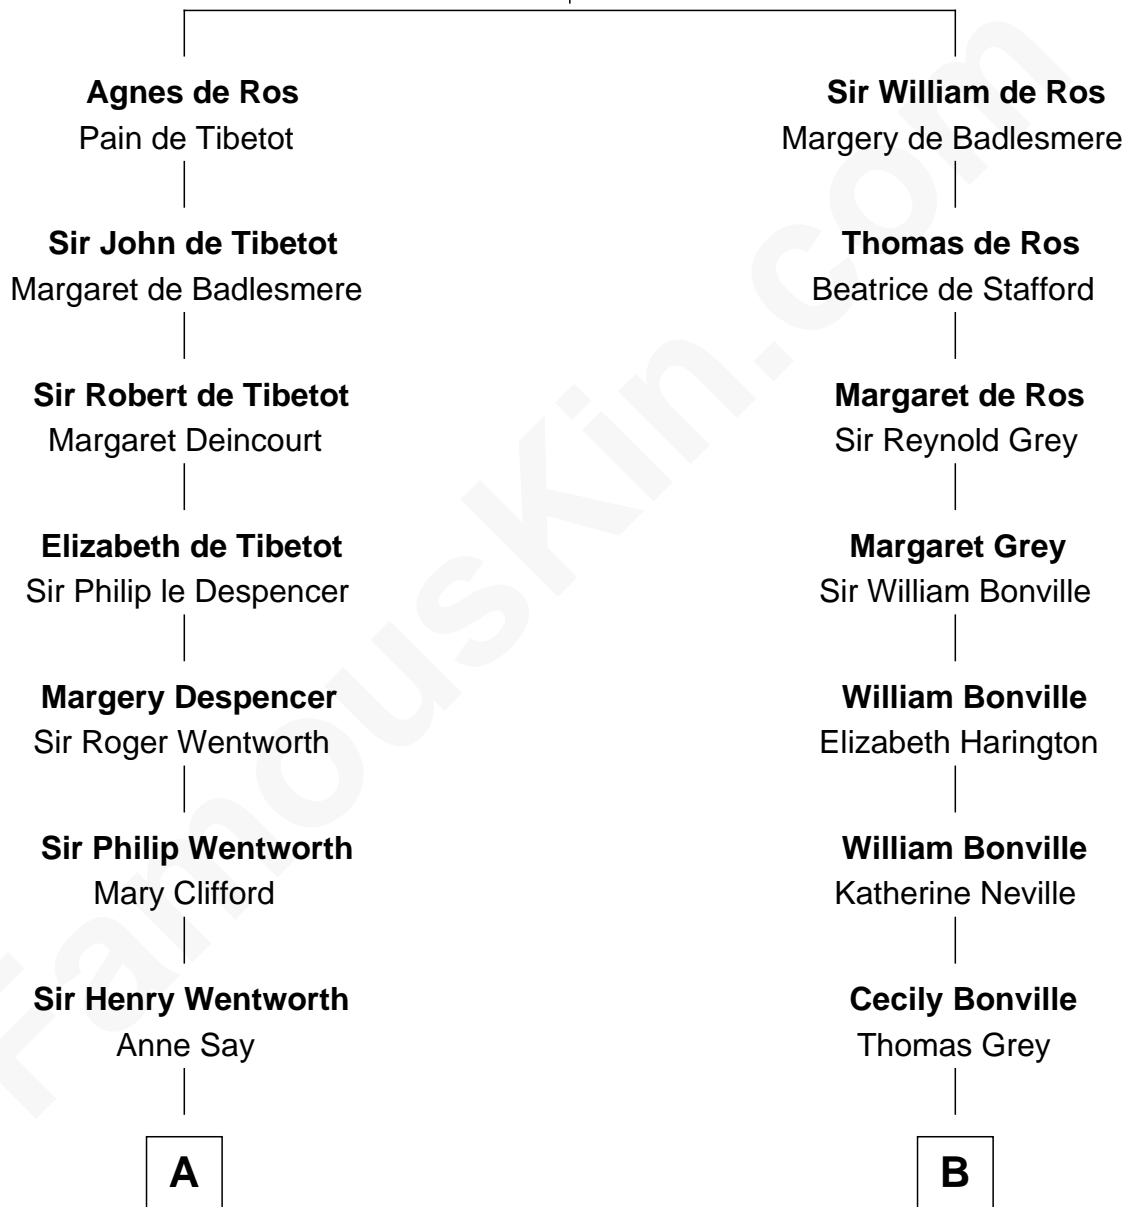 Agnes de Ros
Pain de Tibetot
Sir William de Ros
Margery de Badlesmere
Sir John de Tibetot
Margaret de Badlesmere
Thomas de Ros
Beatrice de Stafford
Sir Robert de Tibetot
Margaret Deincourt
Margaret de Ros
Sir Reynold Grey
Elizabeth de Tibetot
Sir Philip le Despencer
Margaret Grey
Sir William Bonville
Margery Despencer
Sir Roger Wentworth
William Bonville
Elizabeth Harington
Sir Philip Wentworth
Mary Clifford
William Bonville
Katherine Neville
Sir Henry Wentworth
Anne Say
Cecily Bonville
Thomas Grey
A
B
FamousKin.com